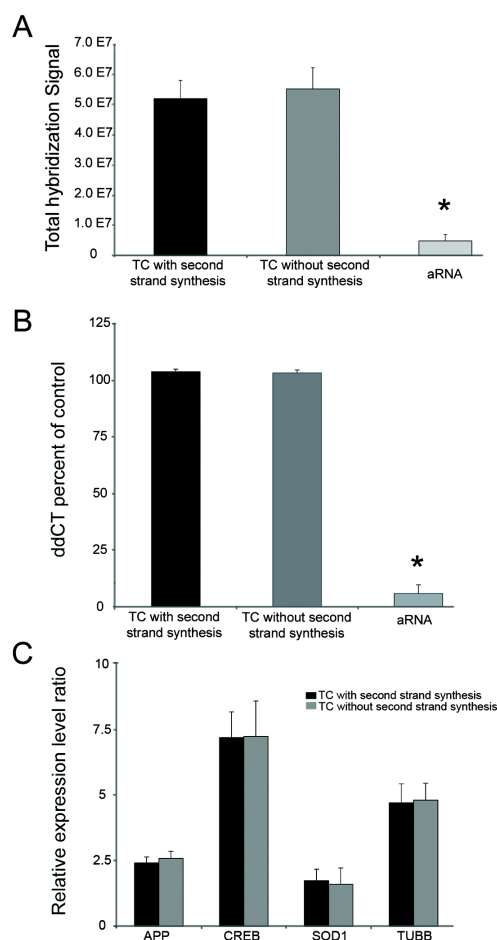 A
Total Hybridization Signal
7.0 E7
6.0 E7
5.0 E7
4.0 E7
3.0 E7
2.0 E7
1.0 E7
0
*
TC with second
strand synthesis
TC without second
strand synthesis
aRNA
B
ddCT percent of control
125
100
75
50
25
0
*
TC with second
strand synthesis
TC without second
strand synthesis
aRNA
C
Relative expression level ratio
10
7.5
5
2.5
0
TC with second strand synthesis
TC without second strand synthesis
APP
CREB
SOD1
TUBB